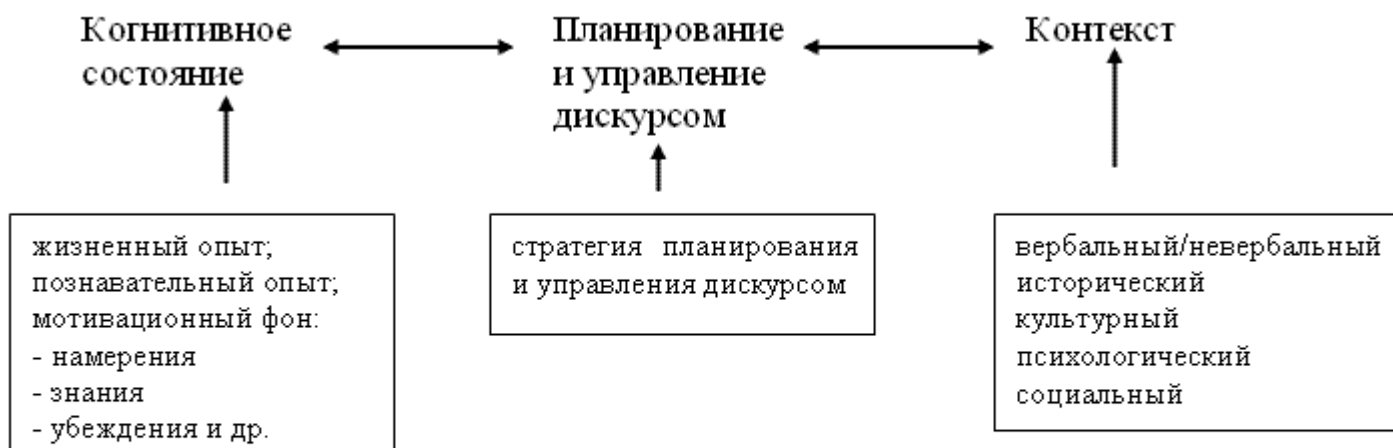 Когнитивное
состояние
Планирование
и управление
дискурсом
Контекст
жизненный опыт;
познавательный опыт;
мотивационный фон:
- намерения
- знания
- убеждения и др.
стратегия планирования
и управления дискурсом
вербальный/невербальный
исторический
культурный
психологический
социальный